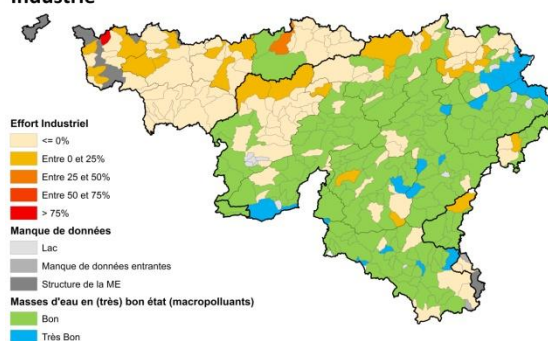 Industrie
Effort Industriel
<= 0%
Entre 0 et 25%
Entre 25 et 50%
Entre 50 et 75%
> 75%
Manque de données
Lac
Manque de données entrantes
Structure de la ME
Masses d'eau en (très) bon état (macropolluants)
Bon
Très Bon